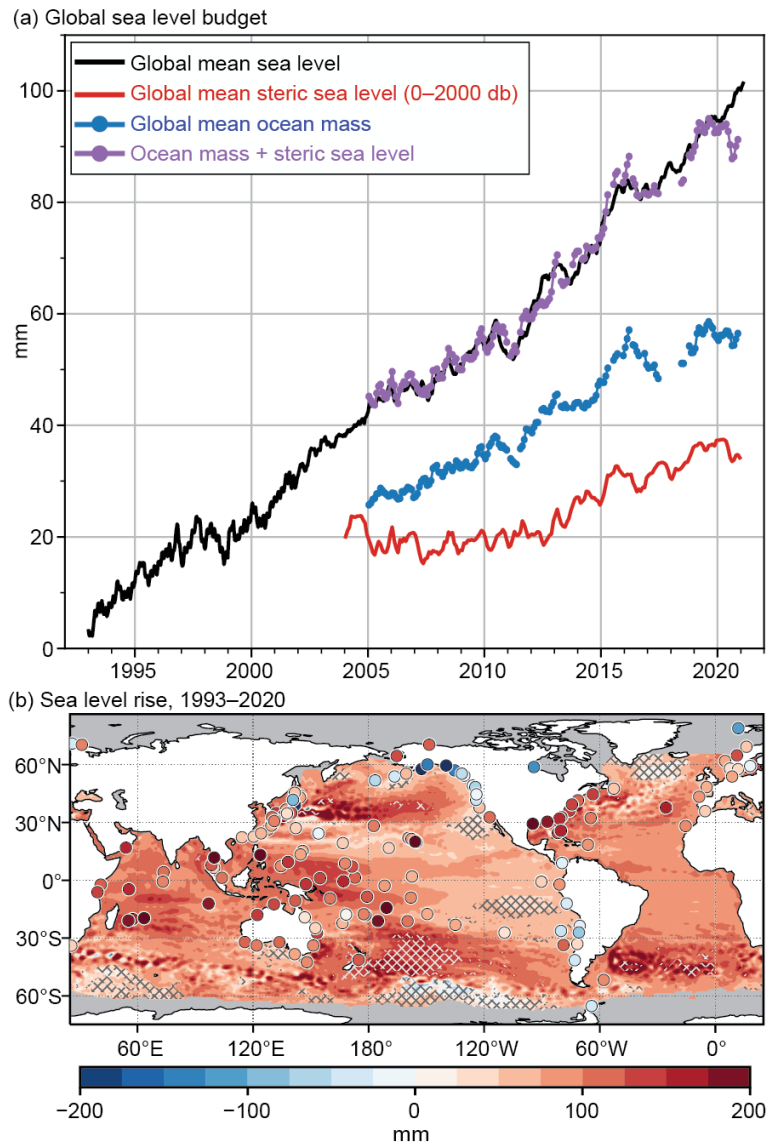 (a) Global sea level budget
Global mean sea level
Global mean steric sea level (0–2000 db)
Global mean ocean mass
Ocean mass + steric sea level
100
80
60
40
20
0
mm
1995 2000 2005 2010 2015 2020
(b) Sea level rise, 1993–2020
60°N
30°N
0°
30°S
60°S
60°E 120°E 180° 120°W 60°W 0°
−200 −100 0 100 200
mm